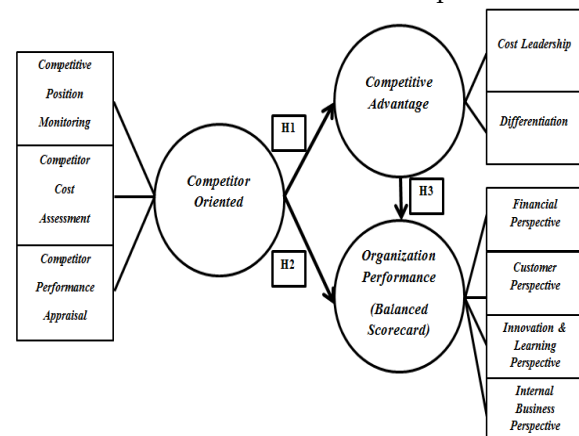 Competitive
Position
Monitoring
Competitor
Cost
Assessment
Competitor
Performance
Appraisal
Competitor
Oriented
H1
H2
Competitive
Advantage
H3
Organization
Performance
(Balanced
Scorecard)
Cost Leadership
Differentiation
Financial
Perspective
Customer
Perspective
Innovation &
Learning
Perspective
Internal
Business
Perspective